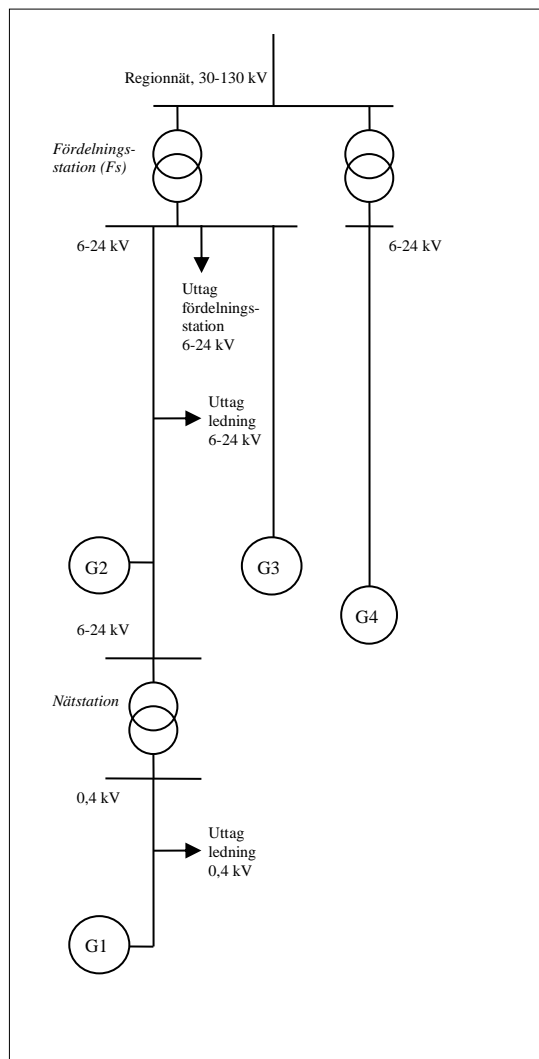 Regionnät, 30-130 kV
Fördelnings-
station (Fs)
6-24 kV
6-24 kV
Uttag
fördelnings-
station
6-24 kV
Uttag
ledning
6-24 kV
G2
G3
G4
6-24 kV
Nätstation
0,4 kV
Uttag
ledning
0,4 kV
G1